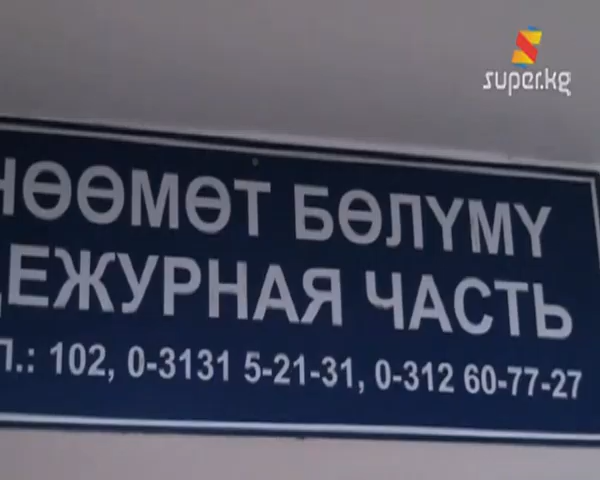 super.kg
НӨӨМӨТ БӨЛҮМҮ
ДЕЖУРНАЯ ЧАСТЬ
Л.: 102, 0-3131 5-21-31, 0-312 60-77-27